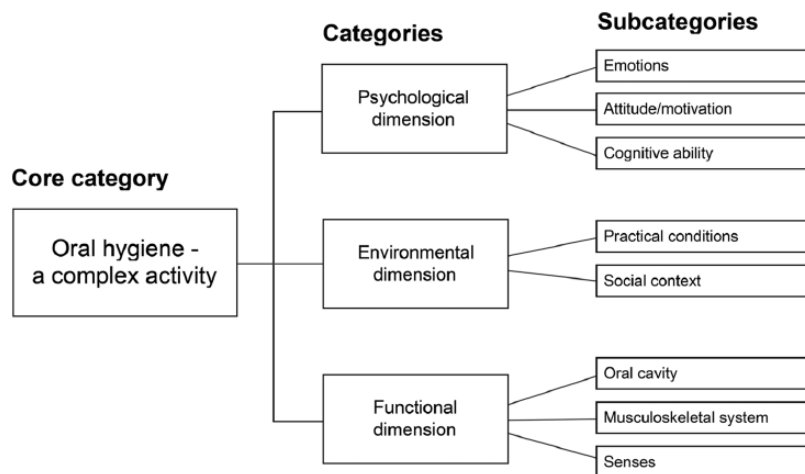 Core category
Oral hygiene -
a complex activity
Categories
Psychological
dimension
Environmental
dimension
Functional
dimension
Subcategories
Emotions
Attitude/motivation
Cognitive ability
Practical conditions
Social context
Oral cavity
Musculoskeletal system
Senses